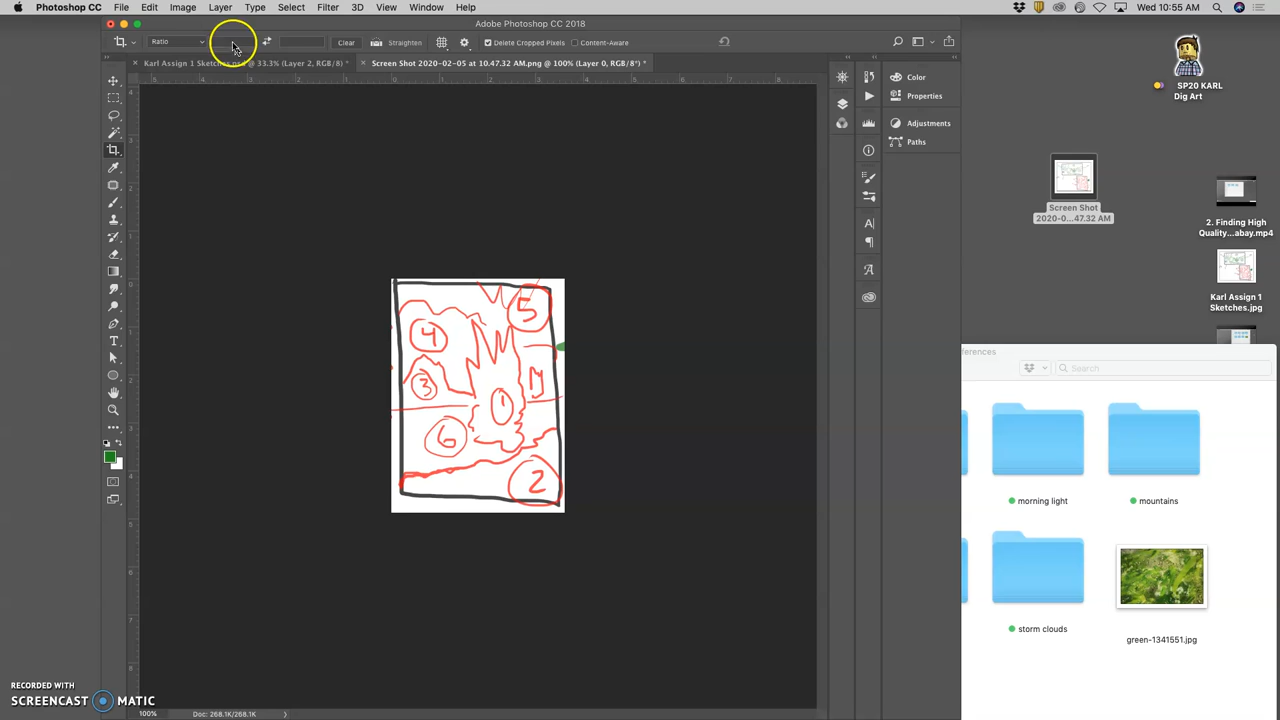 Photoshop CC File Edit Image Layer Type Select Filter 3D View Window Help
Wed 10:55 AM
Adobe Photoshop CC 2018
Ratio Clear Straighten Delete Cropped Pixels Content-Aware
Screen Shot 2020-02-05 at 10.47.32 AM.png @ 100% (Layer 0, RGB/8*) *
Color
Properties
Adjustments
Paths
SP20 KARL
Dig Art
Screen Shot
2020-0...47.32 AM
2. Finding High
Quality...abay.mp4
Karl Assign 1
Sketches.jpg
5
4
3
1
6
2
ferences
Search
morning light
mountains
storm clouds
green-1341551.jpg
RECORDED WITH
SCREENCAST MATIC
100% Doc: 268.1K/268.1K